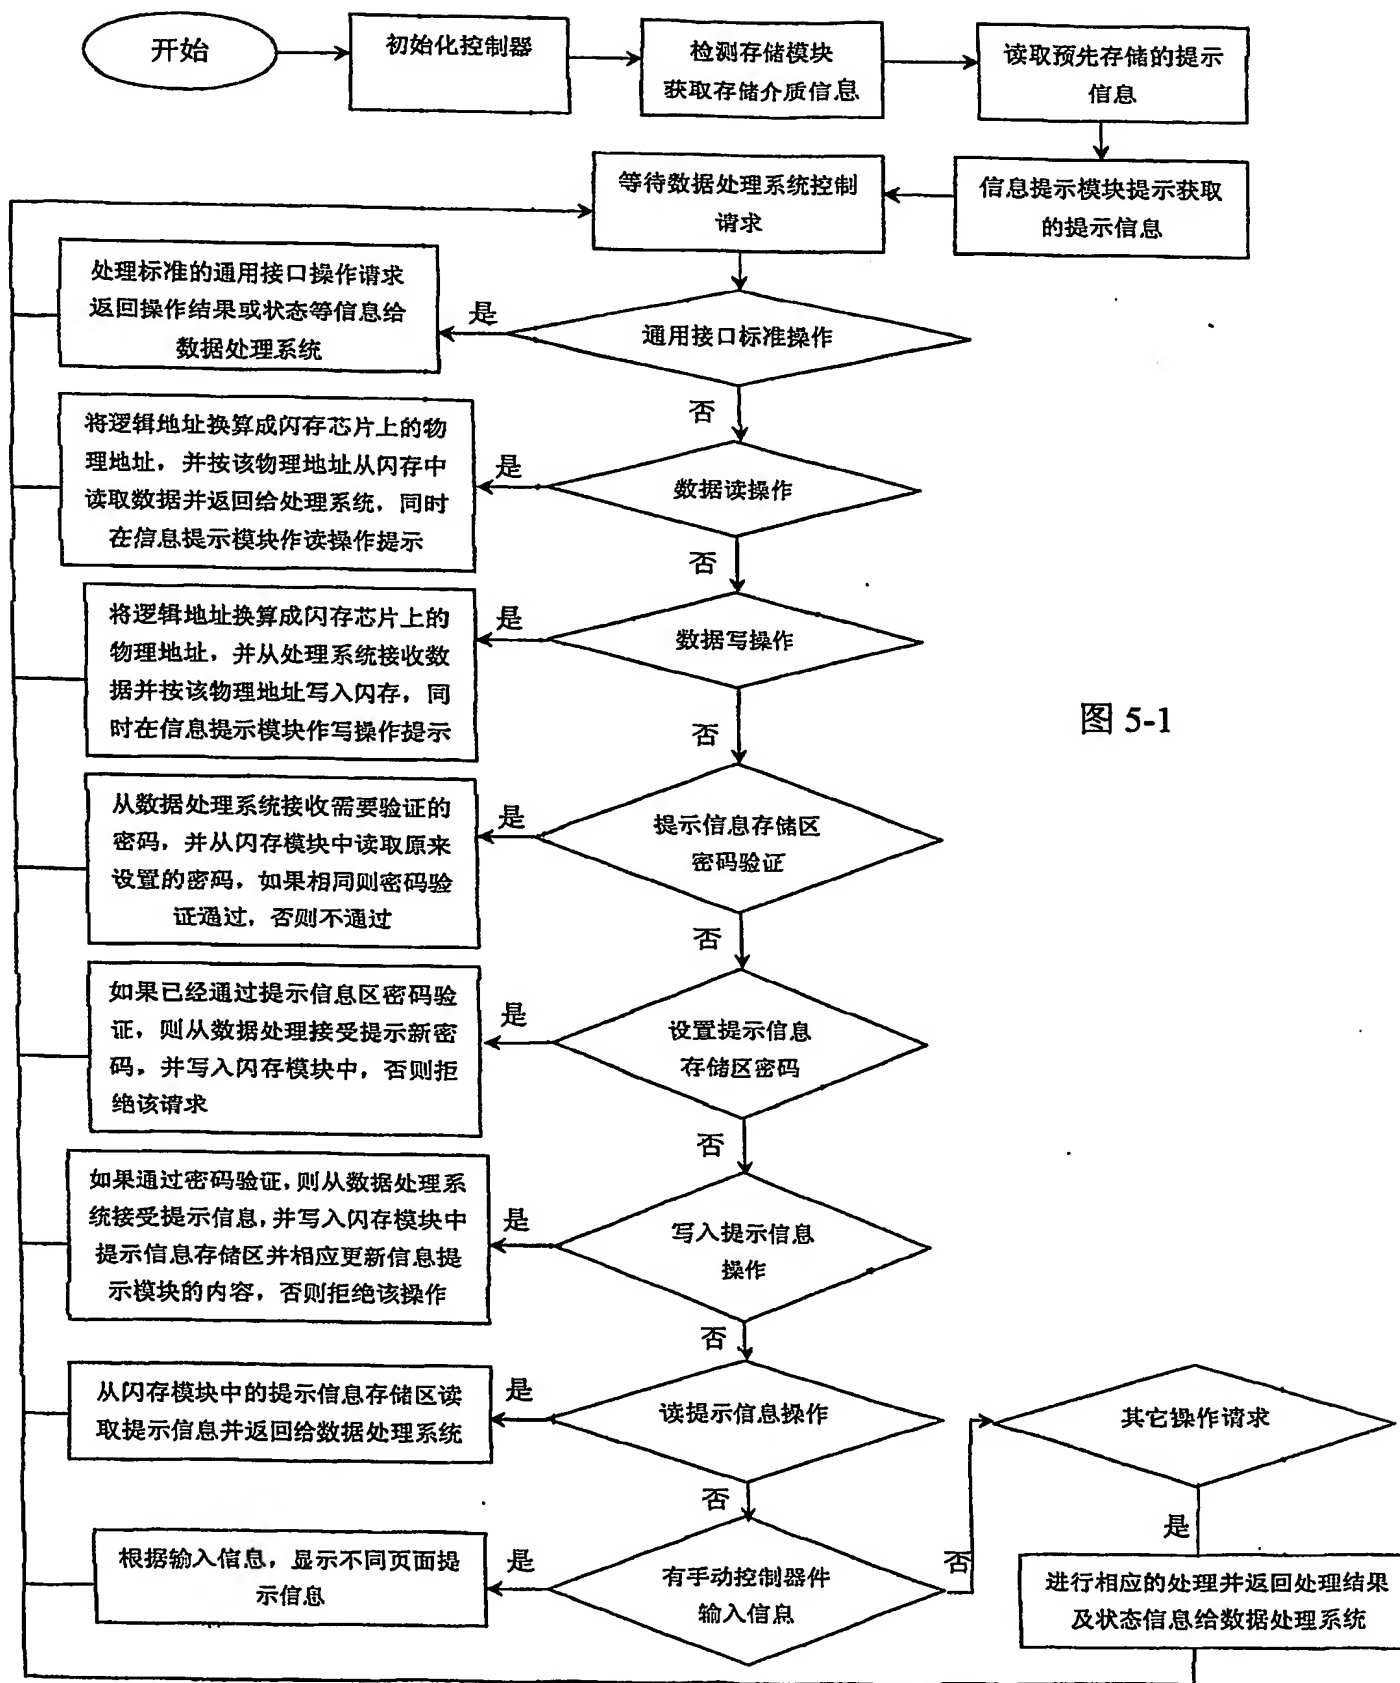 开始
初始化控制器
检测存储模块
获取存储介质信息
读取预先存储的提示
信息
信息提示模块提示获取
的提示信息
等待数据处理系统控制
请求
通用接口标准操作
是
处理标准的通用接口操作请求
返回操作结果或状态等信息给
数据处理系统
否
数据读操作
是
将逻辑地址换算成闪存芯片上的物
理地址，并按该物理地址从闪存中
读取数据并返回给处理系统，同时
在信息提示模块作读操作提示
否
数据写操作
是
将逻辑地址换算成闪存芯片上的
物理地址，并从处理系统接收数
据并按该物理地址写入闪存，同
时在信息提示模块作写操作提示
图 5-1
否
提示信息存储区
密码验证
是
从数据处理系统接收需要验证的
密码，并从闪存模块中读取原来
设置的密码，如果相同则密码验
证通过，否则不通过
否
设置提示信息
存储区密码
是
如果已经通过提示信息区密码验
证，则从数据处理接受提示新密
码，并写入闪存模块中，否则拒
绝该请求
否
写入提示信息
操作
是
如果通过密码验证，则从数据处理系
统接受提示信息，并写入闪存模块中
提示信息存储区并相应更新信息提
示模块的内容，否则拒绝该操作
否
读提示信息操作
是
从闪存模块中的提示信息存储区读
取提示信息并返回给数据处理系统
否
有手动控制器件
输入信息
是
根据输入信息，显示不同页面提
示信息
否
其它操作请求
是
进行相应的处理并返回处理结果
及状态信息给数据处理系统